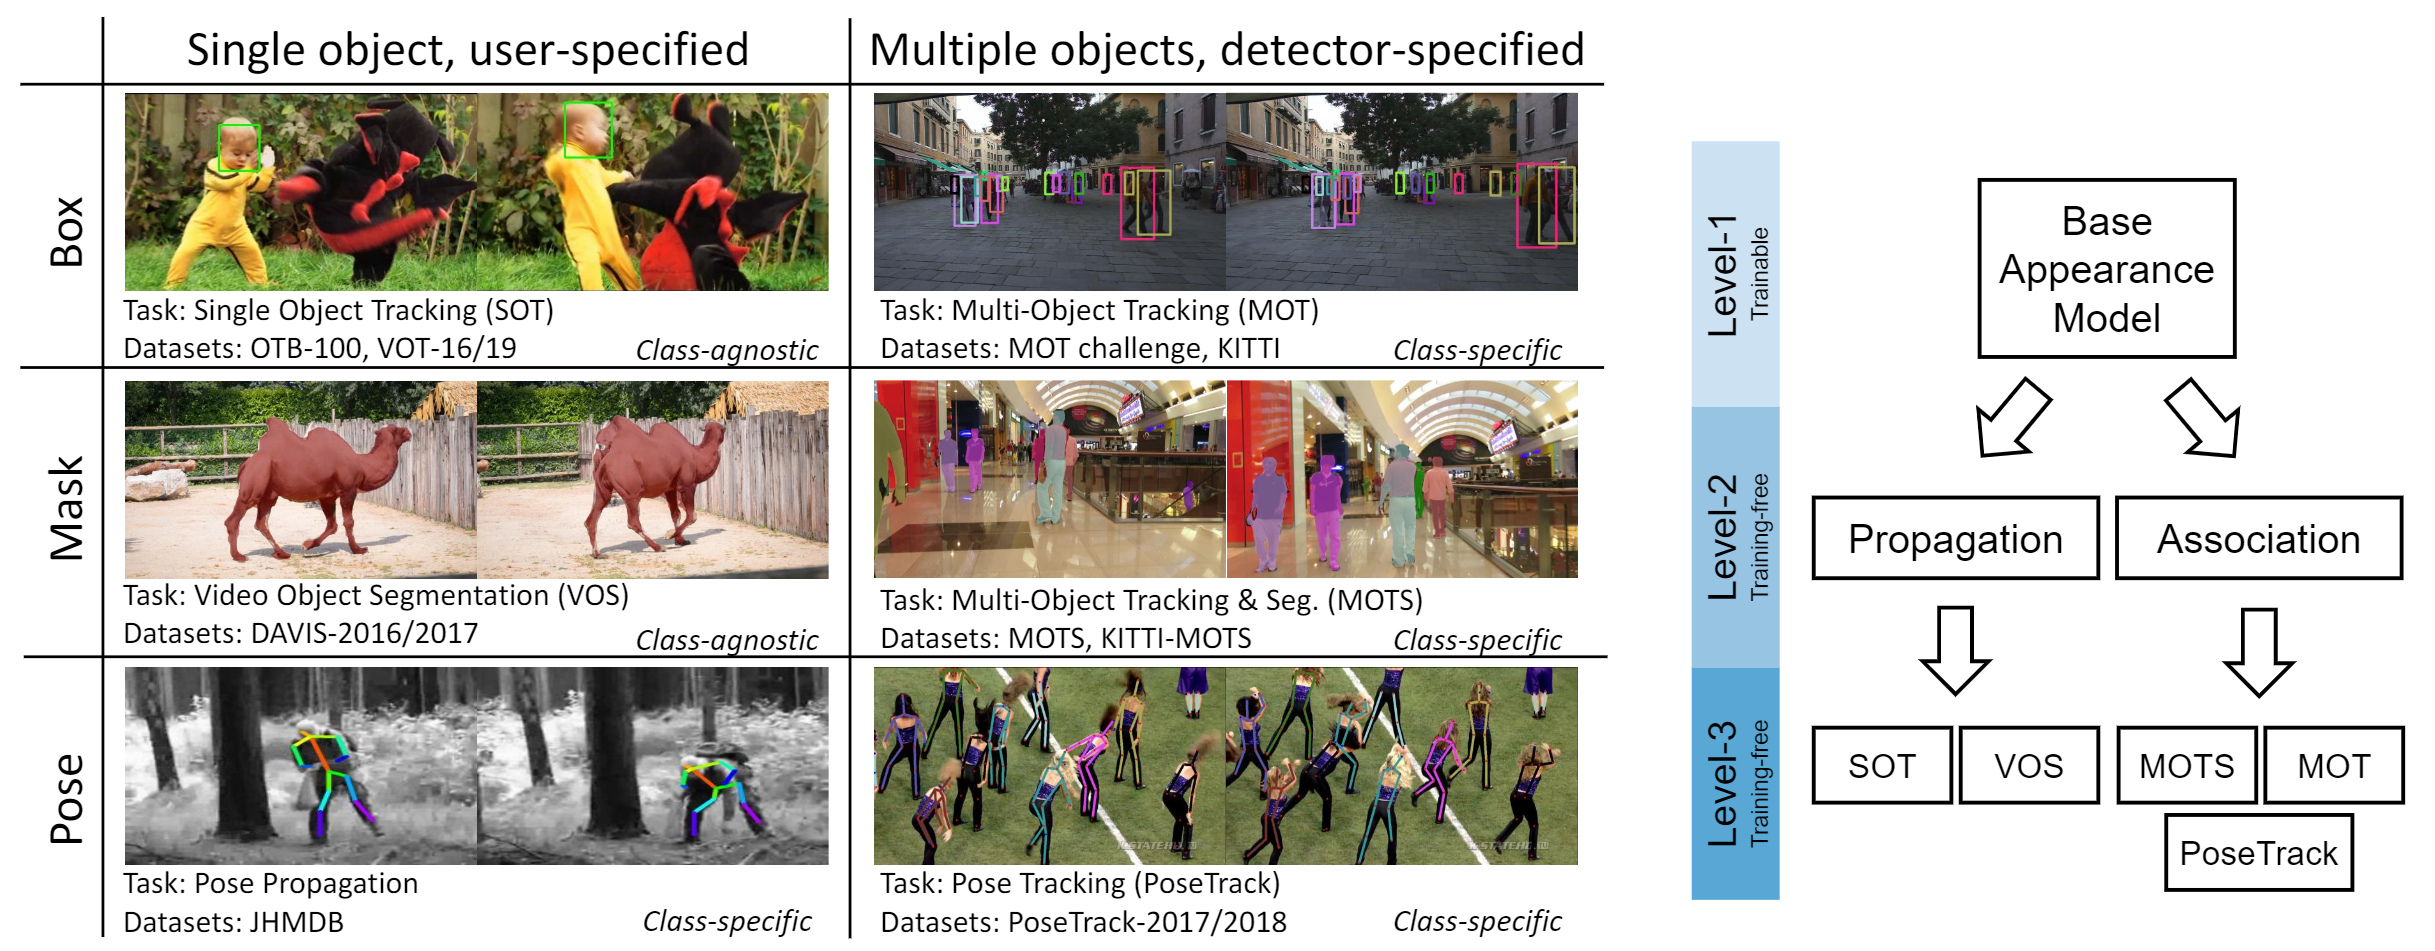 Single object, user-specified
Multiple objects, detector-specified
Box
Task: Single Object Tracking (SOT)
Datasets: OTB-100, VOT-16/19
Class-agnostic
Task: Multi-Object Tracking (MOT)
Datasets: MOT challenge, KITTI
Class-specific
Mask
Task: Video Object Segmentation (VOS)
Datasets: DAVIS-2016/2017
Class-agnostic
Task: Multi-Object Tracking & Seg. (MOTS)
Datasets: MOTS, KITTI-MOTS
Class-specific
Pose
Task: Pose Propagation
Datasets: JHMDB
Class-specific
Task: Pose Tracking (PoseTrack)
Datasets: PoseTrack-2017/2018
Class-specific
Level-1
Trainable
Base
Appearance
Model
Level-2
Training-free
Propagation
Association
Level-3
Training-free
SOT
VOS
MOTS
MOT
PoseTrack